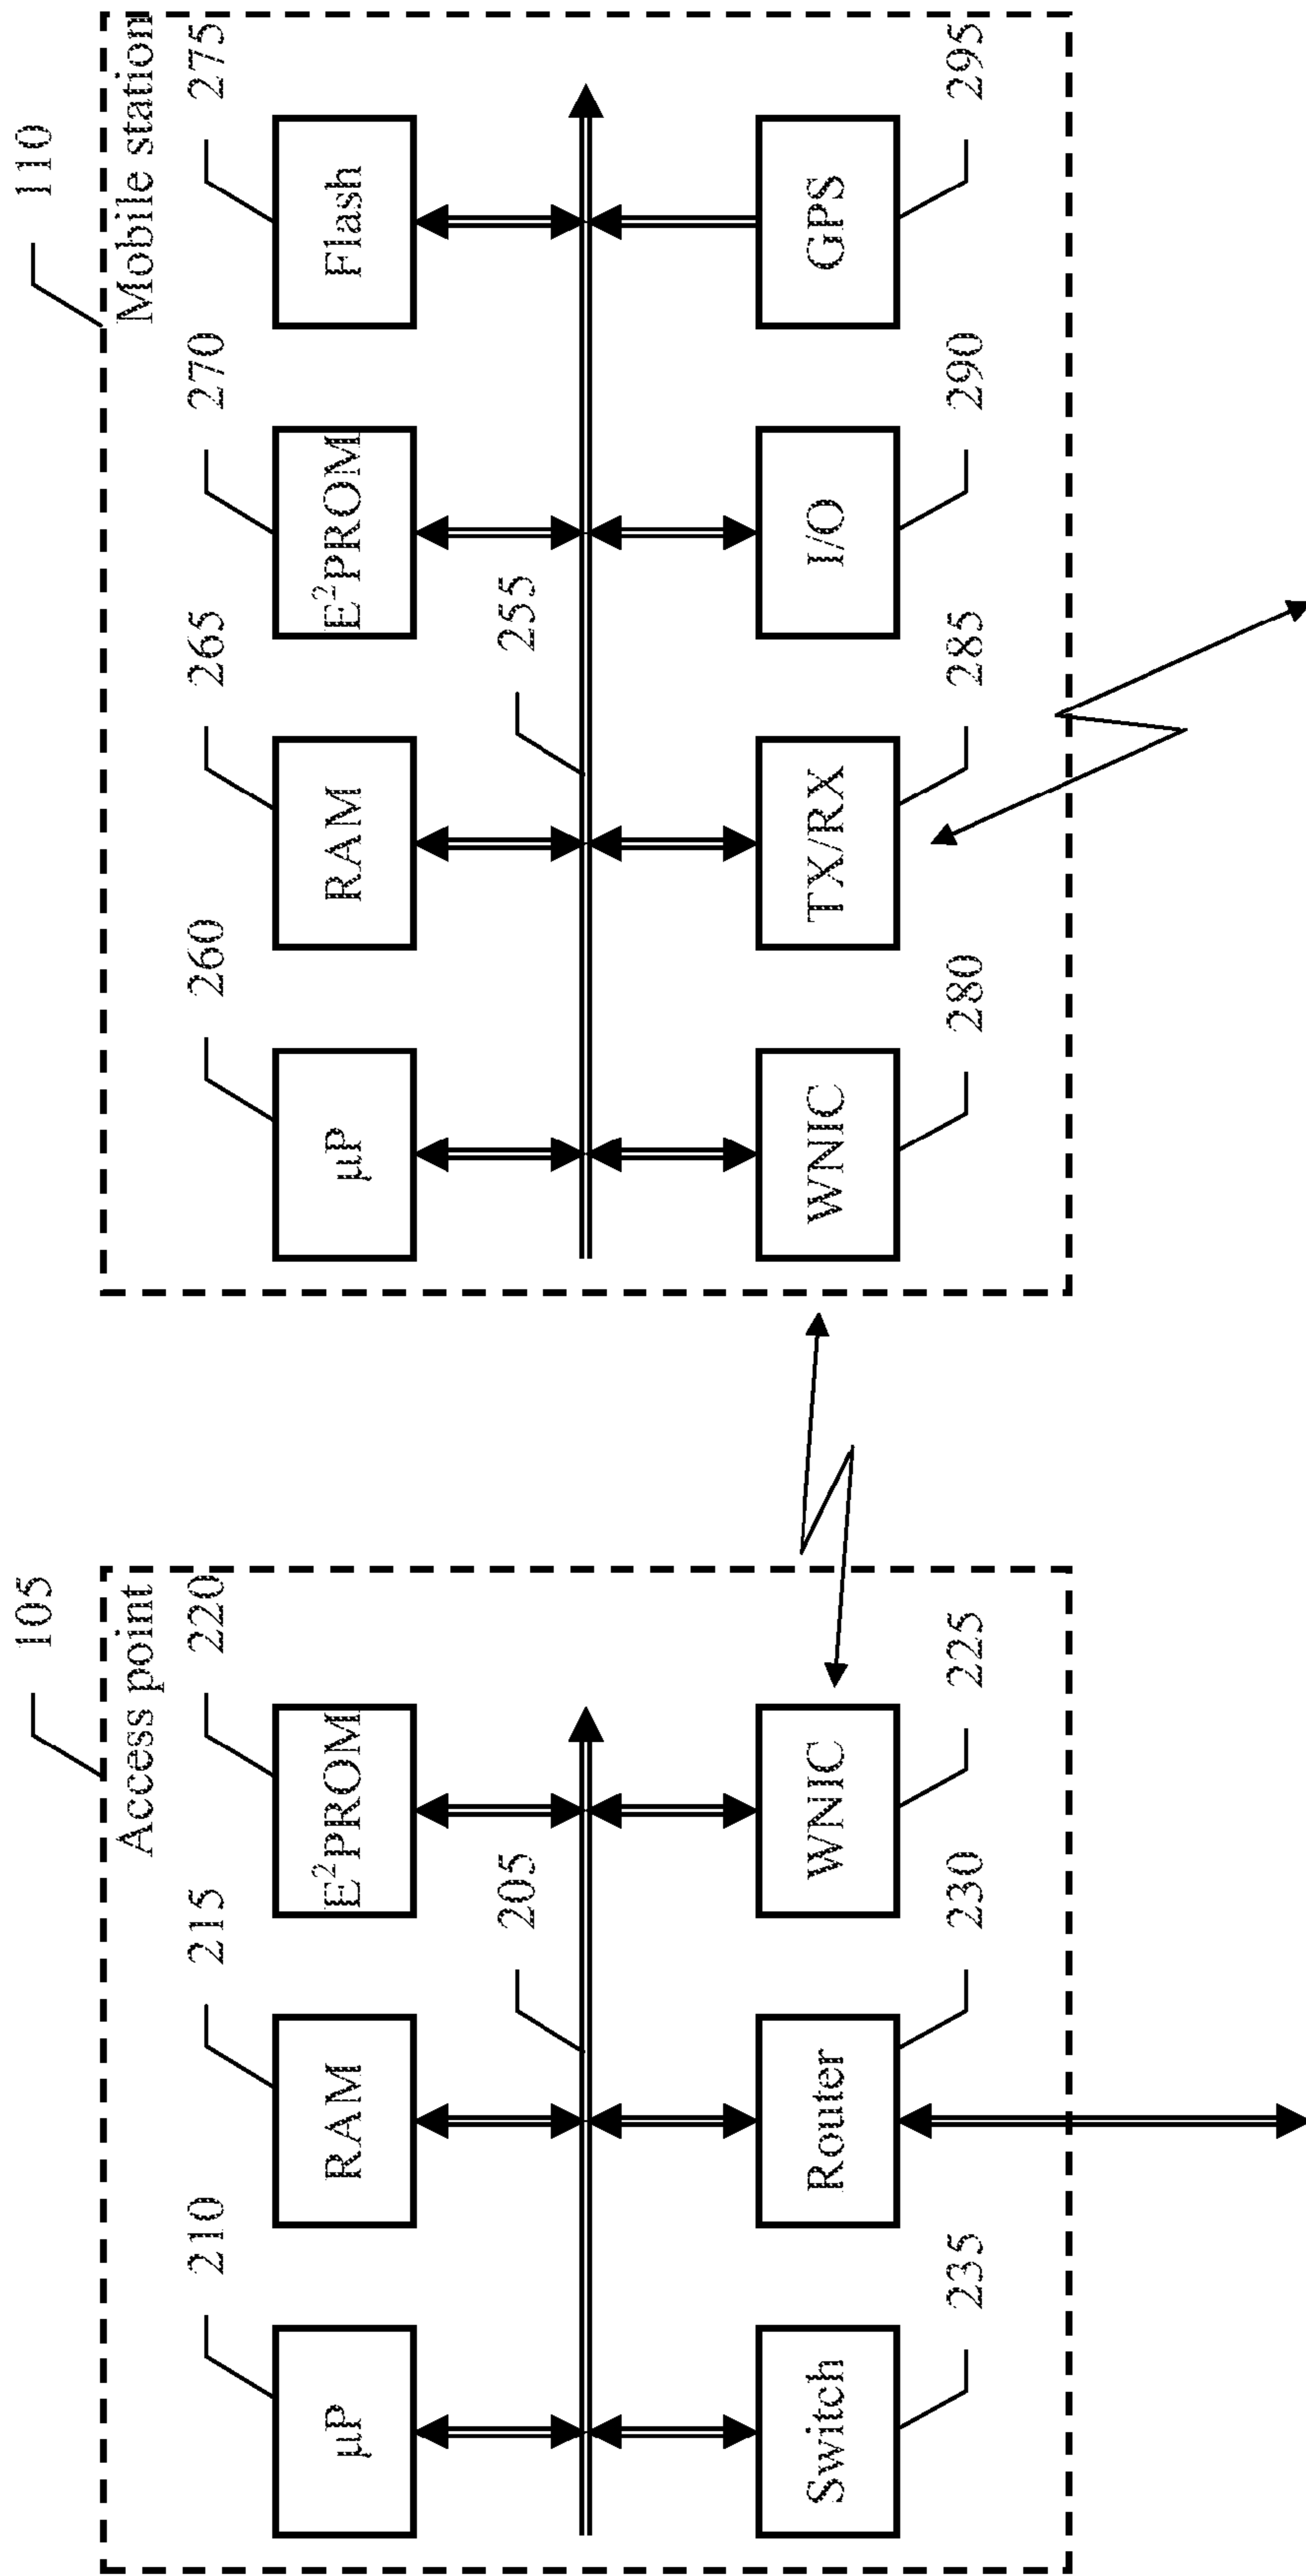 105
Access point
210
215
220
μP
RAM
E²PROM
205
Switch
Router
WNIC
235
230
225
110
Mobile station
260
265
270
275
μP
RAM
E²PROM
Flash
255
WNIC
TX/RX
I/O
GPS
280
285
290
295